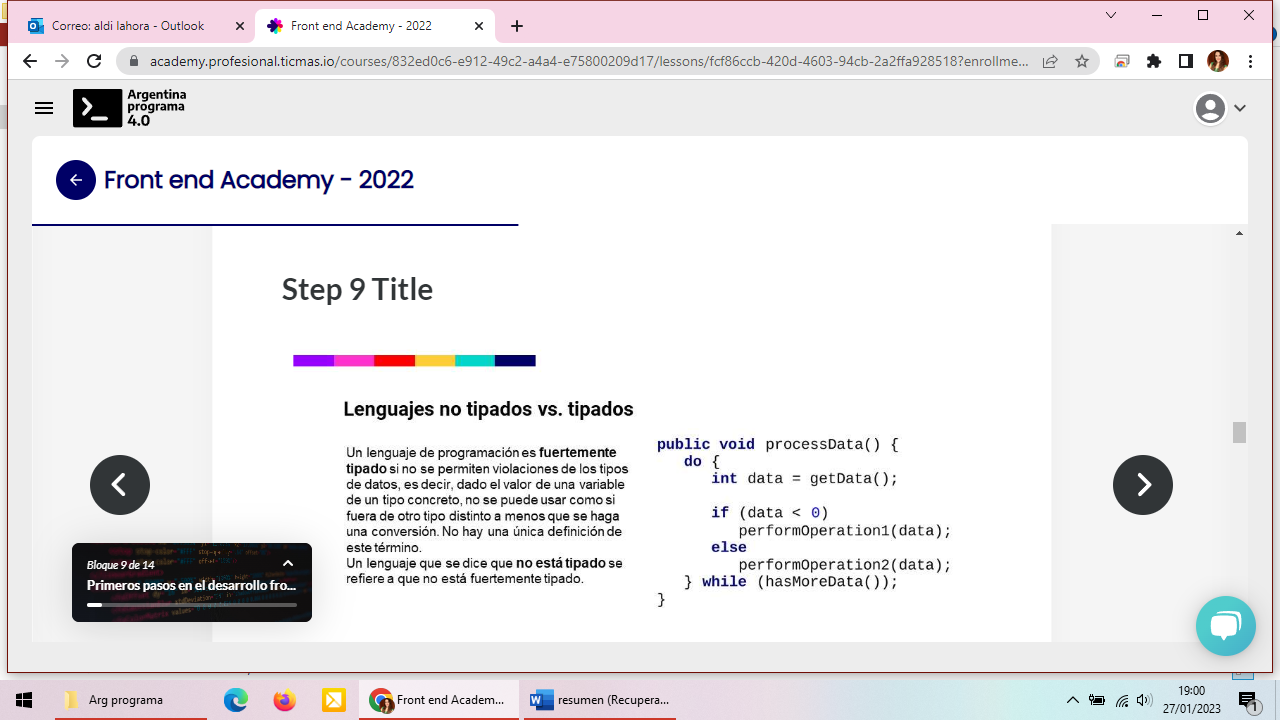 Correo: aldi lahora - Outlook
Front end Academy - 2022
academy.profesional.ticmas.io/courses/832ee0c6-e912-49f2-a4a4-e75800209d17/lessons/fcf86ccb-420d-4603-94cb-2a2ffa928518?enrollme...
Argentina
programa
4.0
Front end Academy - 2022
Step 9 Title
Lenguajes no tipados vs. tipados
Un lenguaje de programación es fuertemente
tipado si no se permiten violaciones de los tipos
de datos, es decir, dado el valor de una variable
de un tipo concreto, no se puede usar como si
fuera de otro tipo distinto a menos que se haga
una conversión. No hay una única definición de
este término.
Un lenguaje que se dice que no está tipado se
refiere a que no está fuertemente tipado.
public void processData() {
do {
int data = getData();
if (data < 0)
performOperation1(data);
else
performOperation2(data);
} while (hasMoreData());
}
Bloque 9 de 14
Primeros pasos en el desarrollo fro...
Arg programa
Front end Academ...
resumen (Recupera...
19:00
27/01/2023
1